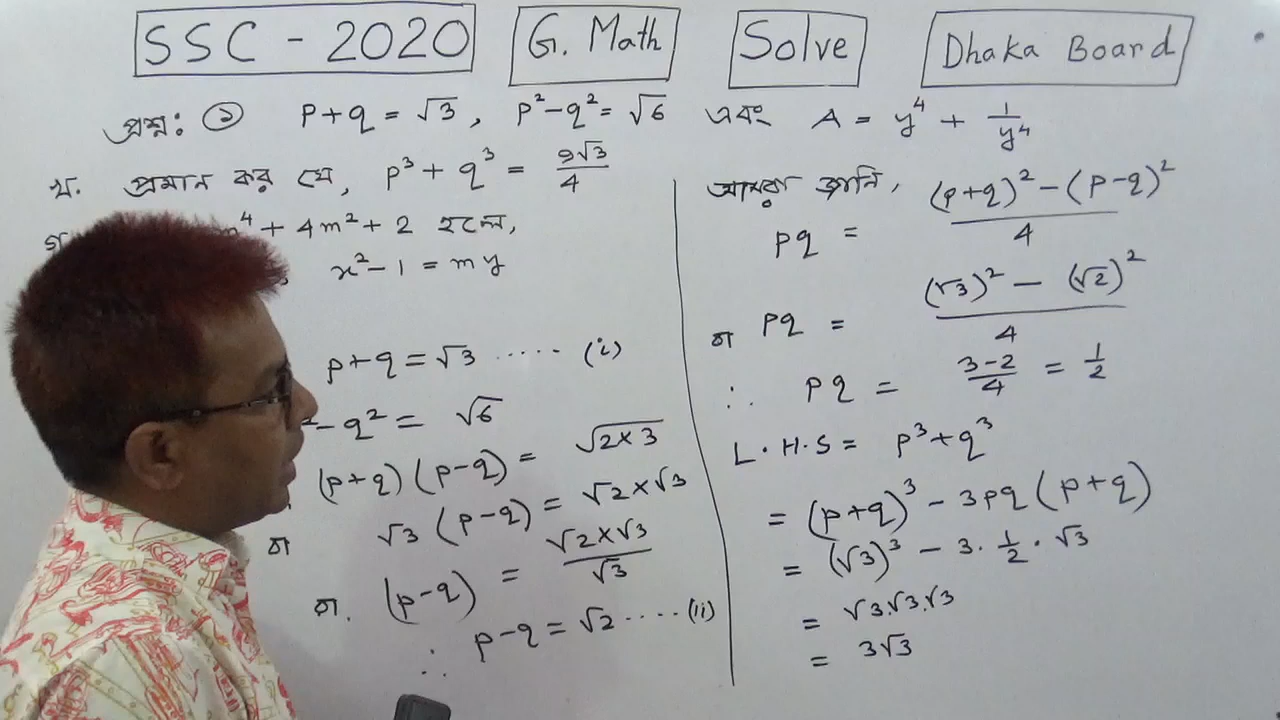 SSC - 2020 G. Math Solve Dhaka Board
প্রশ্ন: ১ p+q = √3, p²-q² = √6 এবং A = y⁴ + 1/y⁴
খ. প্রমান কর যে, p³ + q³ = 9√3/4
m⁴ + 4m² + 2 হলে,
x²-1 = my
p+q = √3 ..... (i)
-q² = √6
(p+q)(p-q) = √2×3
বা √3 (p-q) = √2×√3
বা. (p-q) = √2×√3/√3
∴ p-q = √2 .... (ii)
আমরা জানি,
pq = (p+q)² - (p-q)²/4
বা pq = (√3)² - (√2)²/4
∴ pq = 3-2/4 = 1/2
L.H.S = p³+q³
= (p+q)³ - 3pq (p+q)
= (√3)³ - 3. 1/2 . √3
= √3.√3.√3
= 3√3